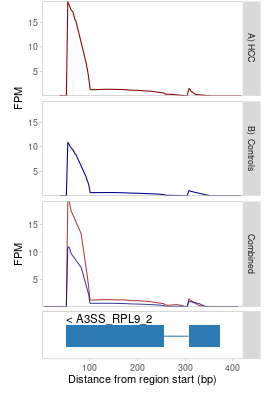 15
10
5
A) HCC
FPM
15
10
5
B) Controls
15
10
5
FPM
Combined
< A3SS_RPL9_2
100 200 300 400
Distance from region start (bp)